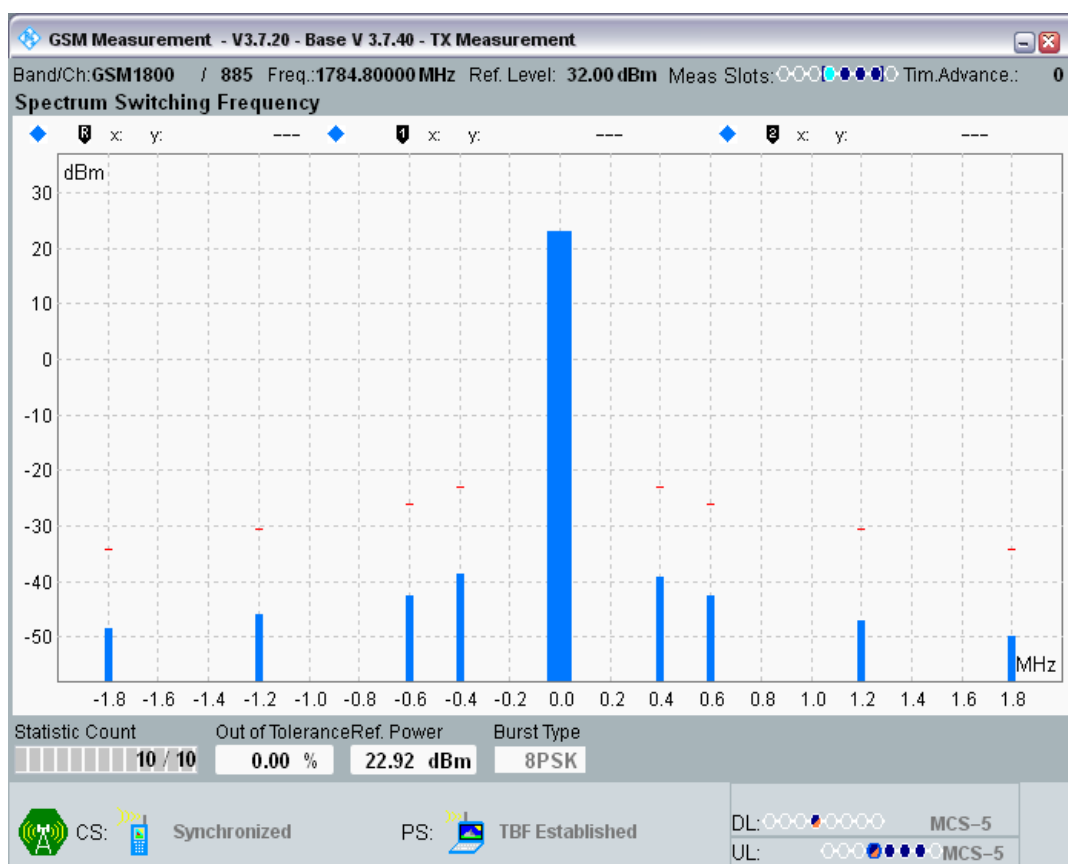 GSM Measurement - V3.7.20 - Base V 3.7.40 - TX Measurement
Band/Ch:GSM1800 / 885 Freq.:1784.80000 MHz Ref. Level: 32.00 dBm Meas Slots: Tim.Advance.: 0
Spectrum Switching Frequency
R x: y: --- 1 x: y: --- 2 x: y: ---
dBm
30
20
10
0
-10
-20
-30
-40
-50
MHz
-1.8 -1.6 -1.4 -1.2 -1.0 -0.8 -0.6 -0.4 -0.2 0.0 0.2 0.4 0.6 0.8 1.0 1.2 1.4 1.6 1.8
Statistic Count Out of Tolerance Ref. Power Burst Type
10 / 10 0.00 % 22.92 dBm 8PSK
CS: Synchronized PS: TBF Established
DL: MCS-5
UL: MCS-5